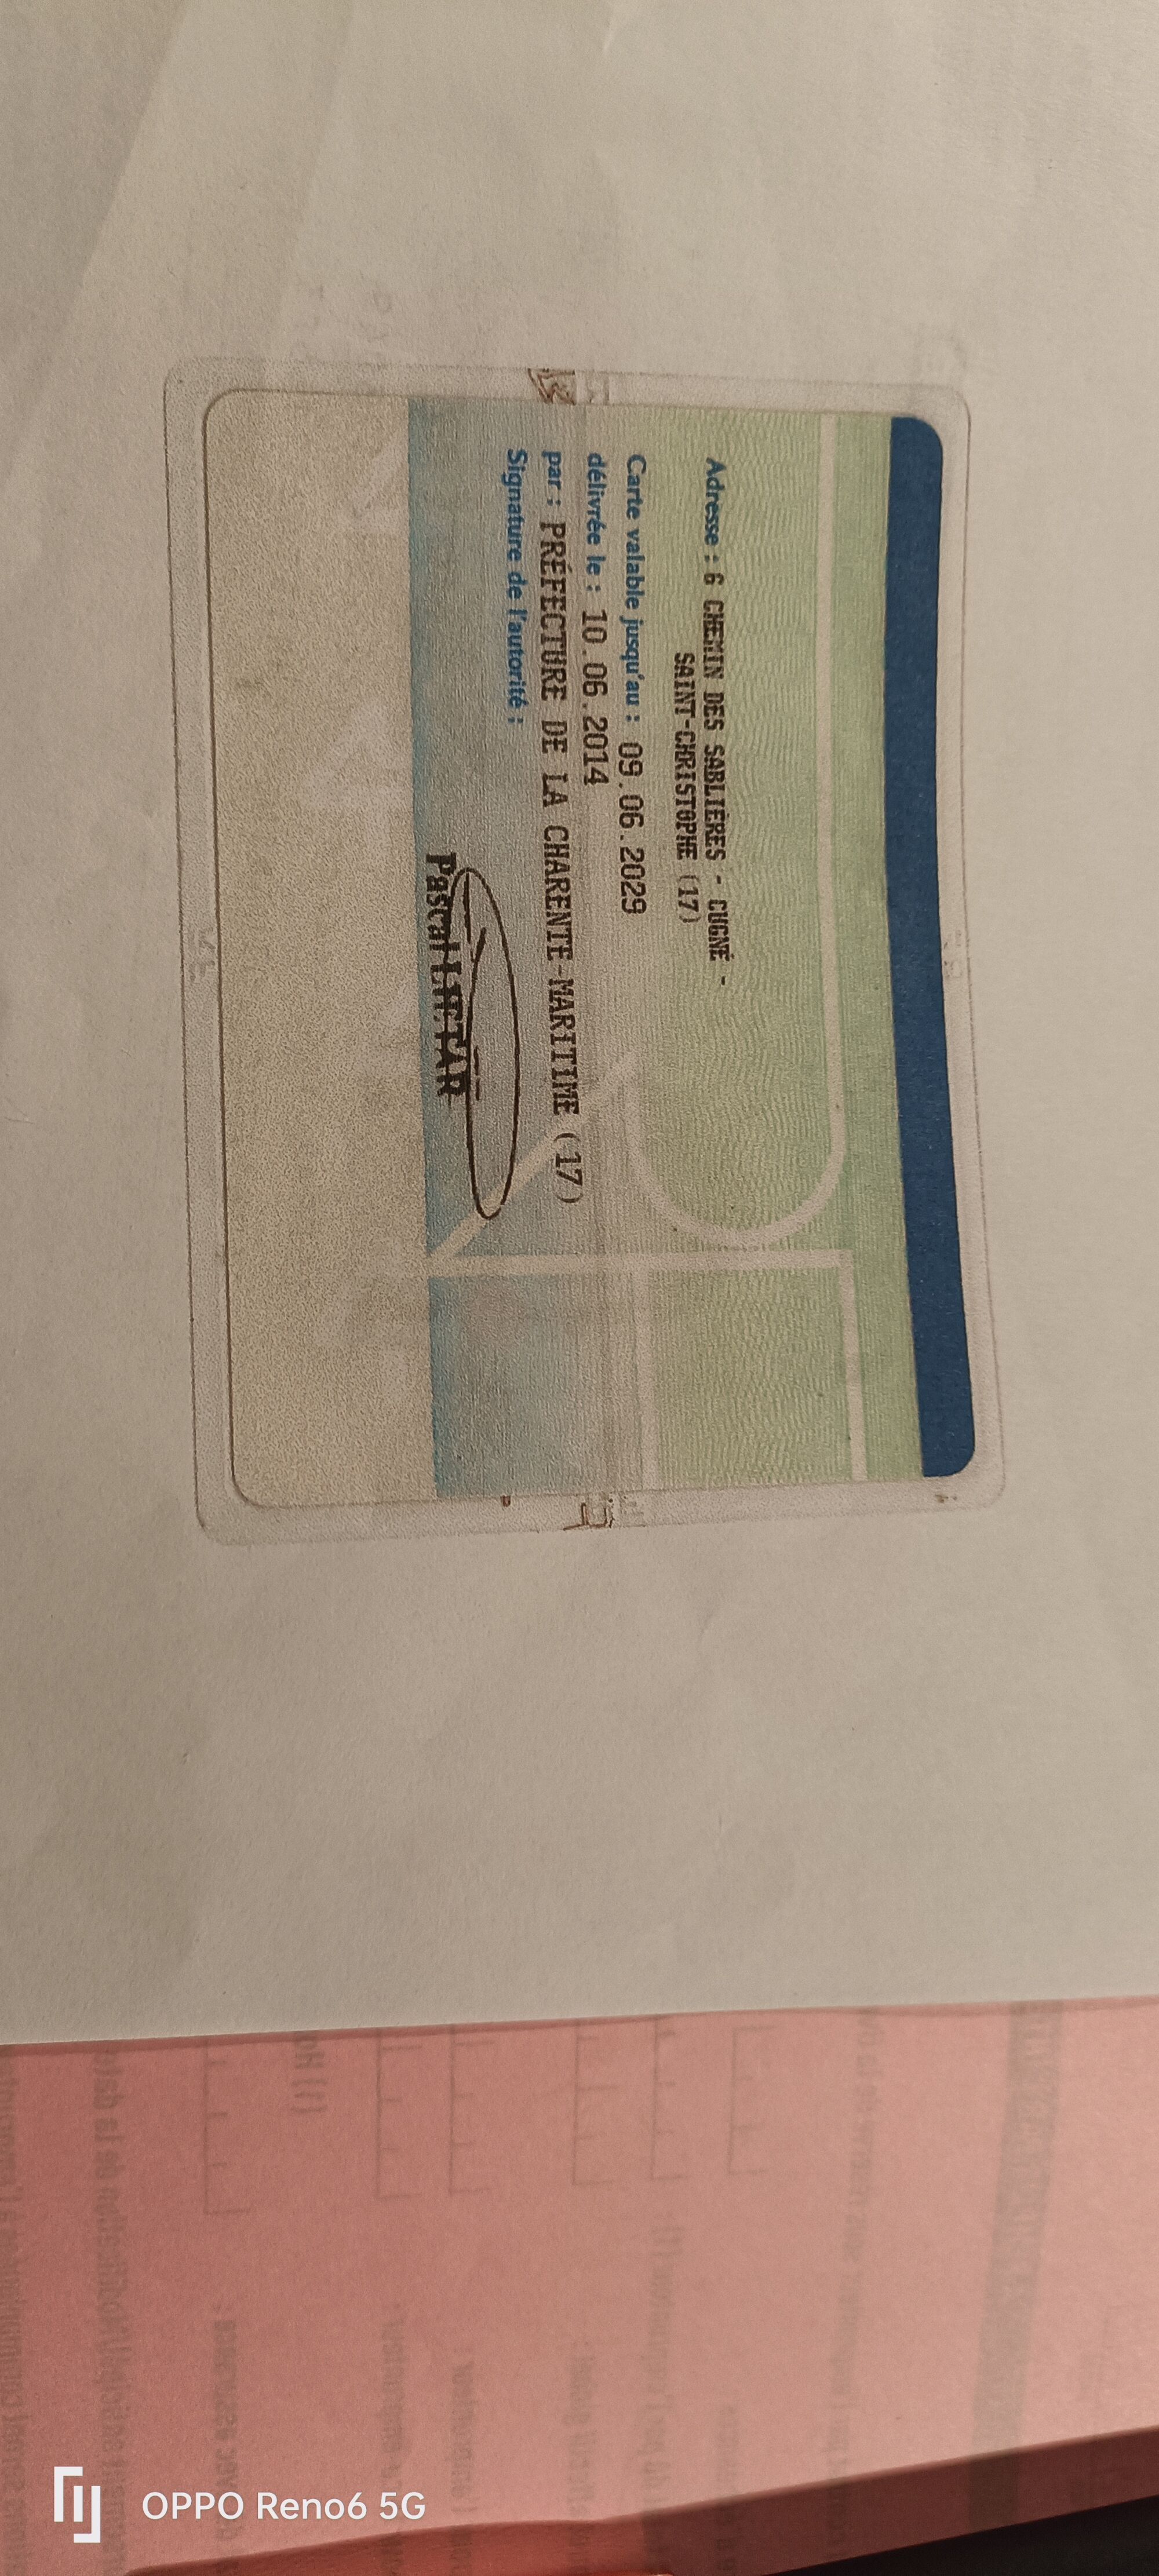 Adresse : 6 CHEMIN DES SABLIÈRES - CUGNÉ -
SAINT-CHRISTOPHE (17)
Carte valable jusqu'au : 09.06.2029
délivrée le : 10.06.2014
par : PRÉFECTURE DE LA CHARENTE-MARITIME (17)
Signature de l'autorité :
Pascal LIETAR
OPPO Reno6 5G